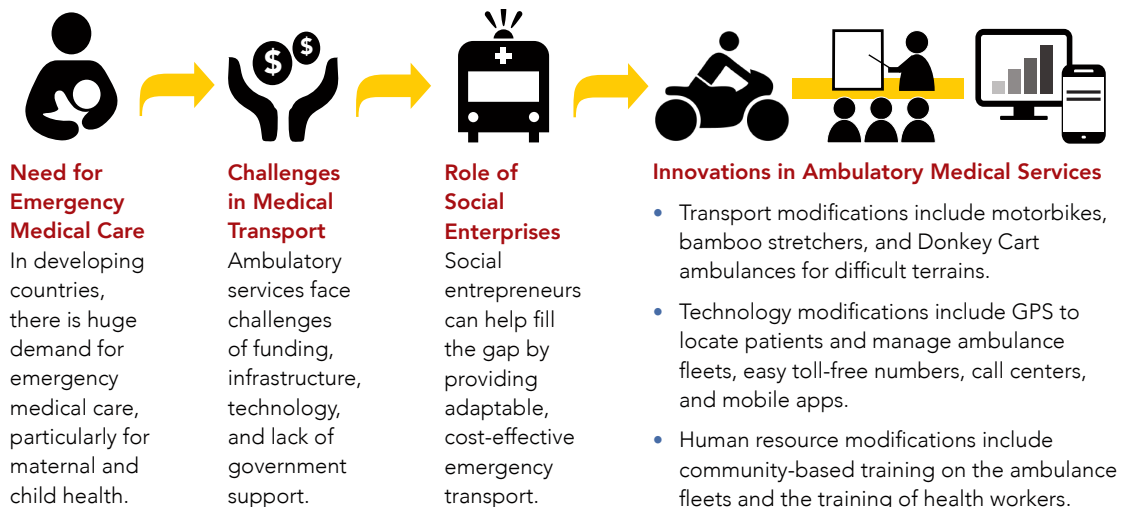 $
$
Need for
Emergency
Medical Care
In developing
countries,
there is huge
demand for
emergency
medical care,
particularly for
maternal and
child health.
Challenges
in Medical
Transport
Ambulatory
services face
challenges
of funding,
infrastructure,
technology,
and lack of
government
support.
Role of
Social
Enterprises
Social
entrepreneurs
can help fill
the gap by
providing
adaptable,
cost-effective
emergency
transport.
Innovations in Ambulatory Medical Services
• Transport modifications include motorbikes,
bamboo stretchers, and Donkey Cart
ambulances for difficult terrains.
• Technology modifications include GPS to
locate patients and manage ambulance
fleets, easy toll-free numbers, call centers,
and mobile apps.
• Human resource modifications include
community-based training on the ambulance
fleets and the training of health workers.